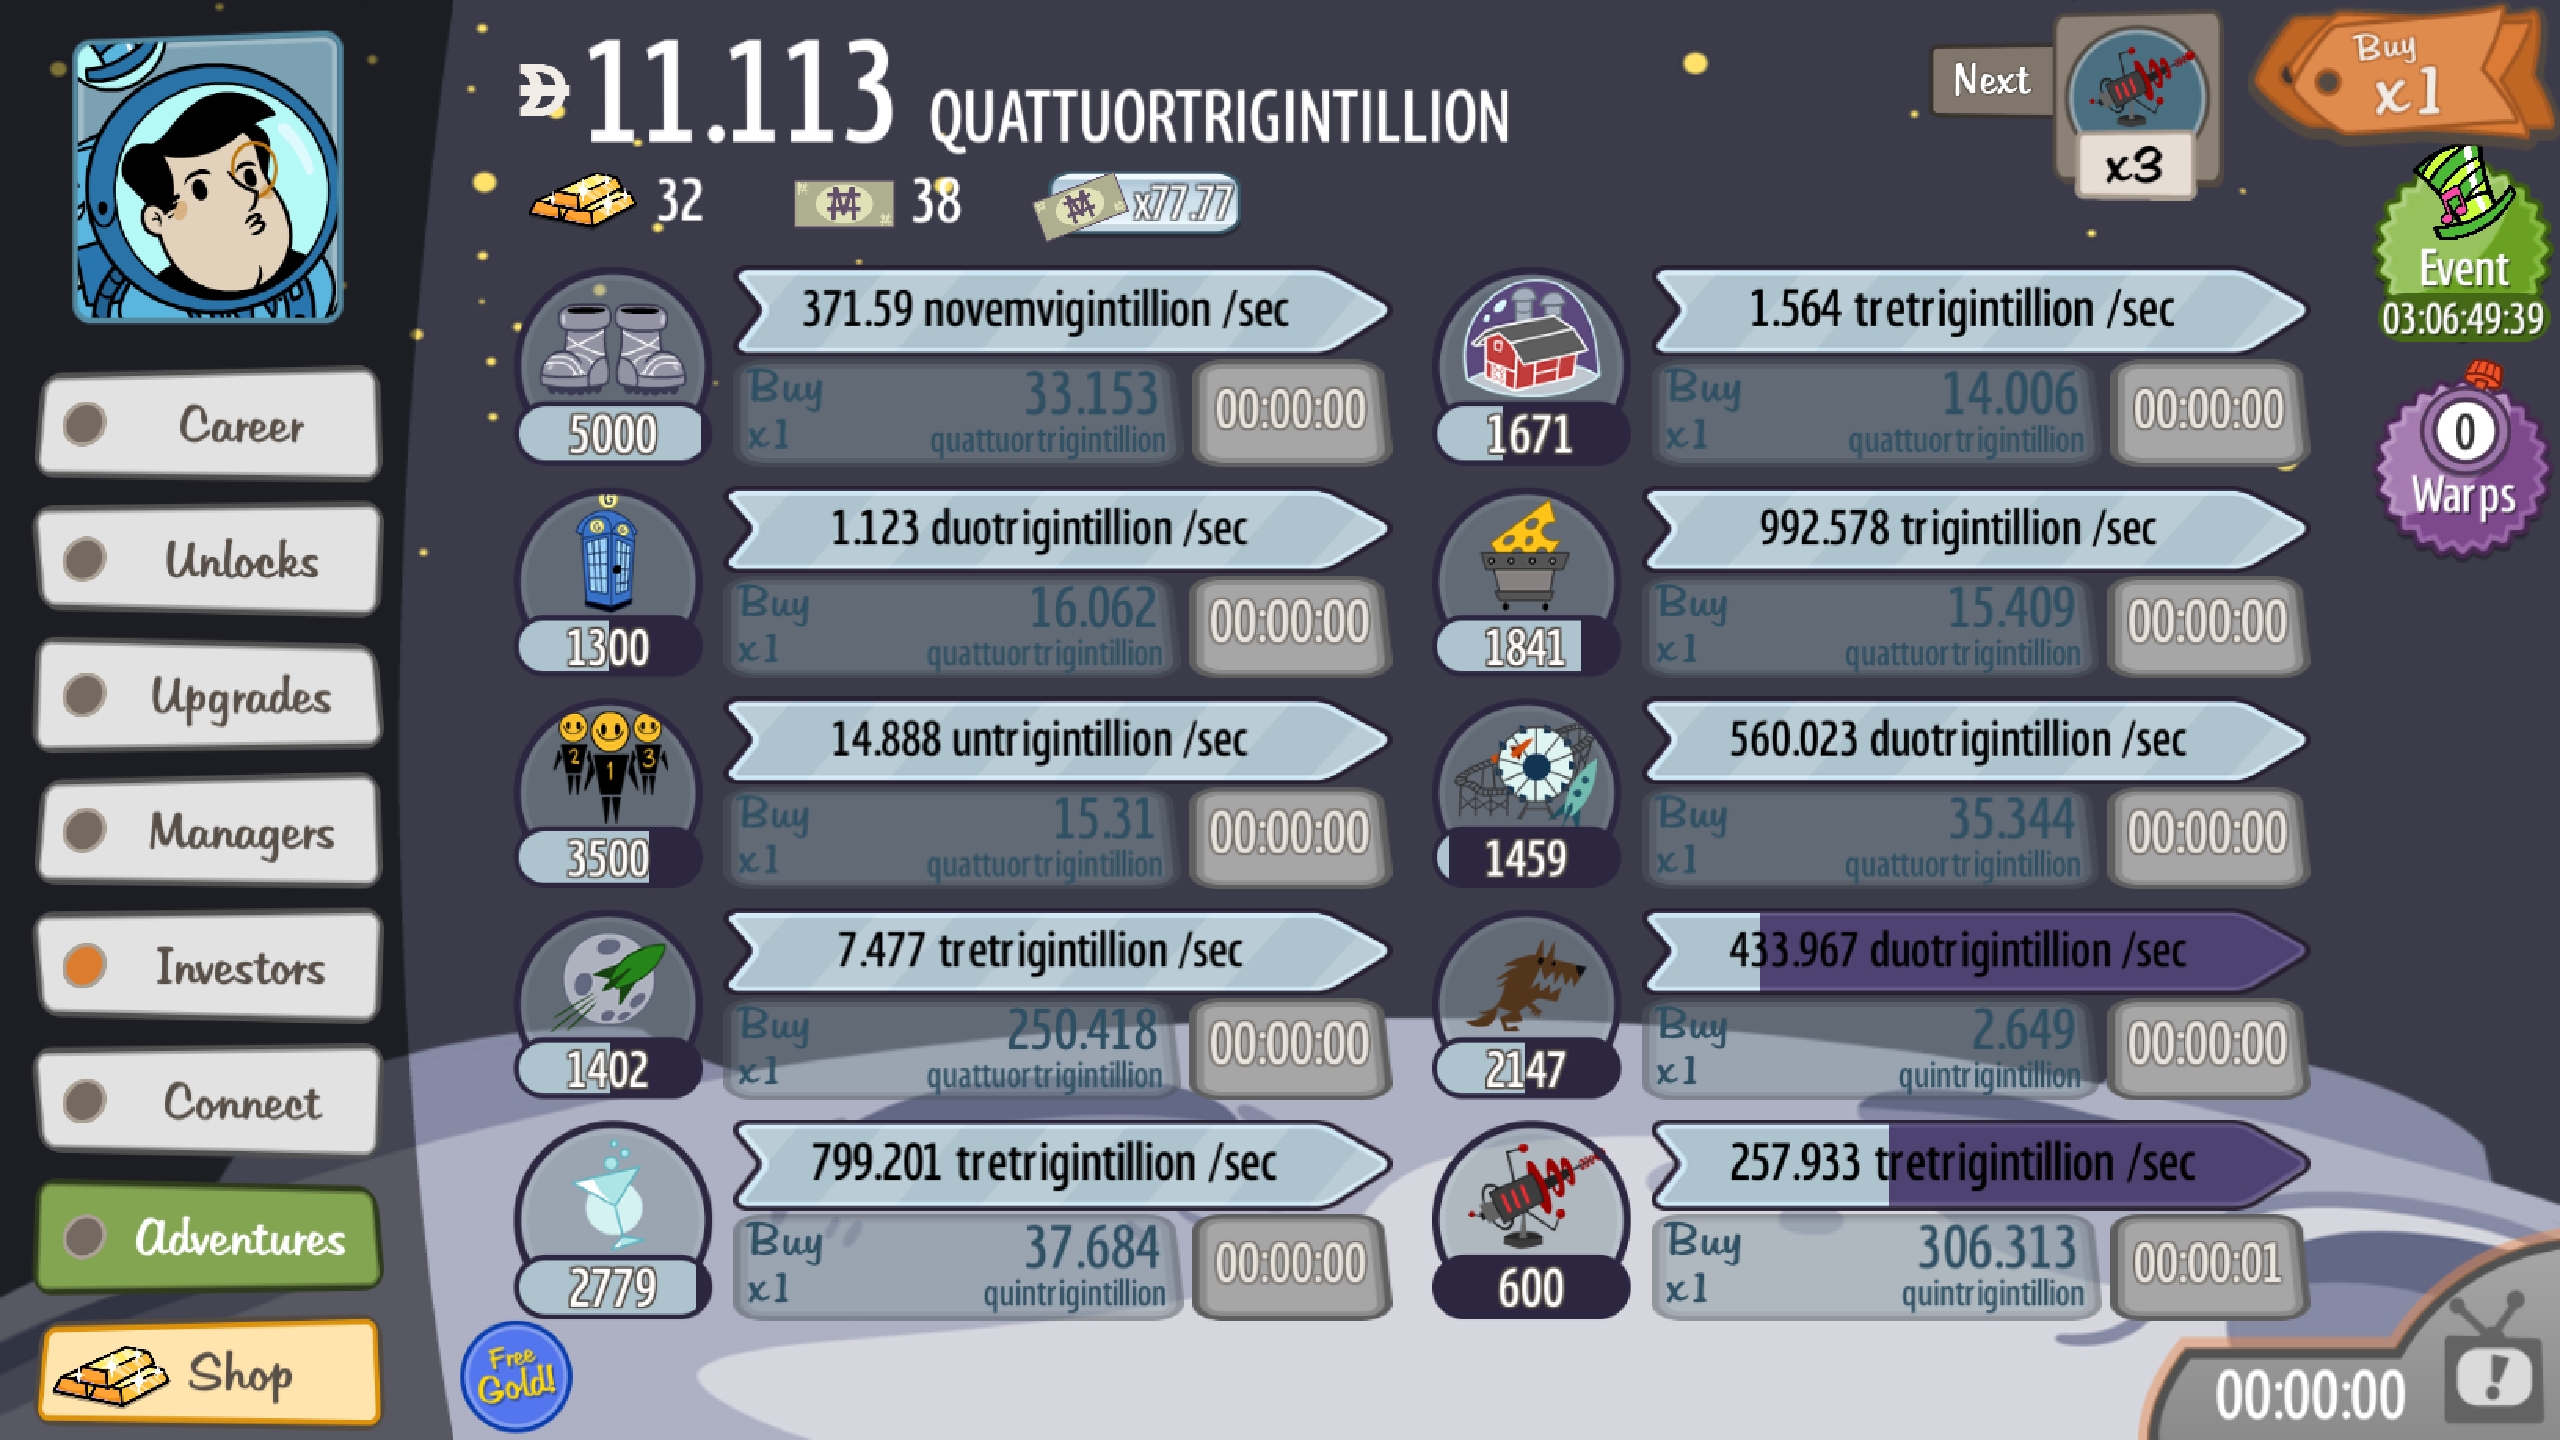 11.113 QUATTUORTRIGINTILLION
Next
x3
Buy
x1
32
38
x77.77
Event
03:06:49:39
0
Warps
Career
Unlocks
Upgrades
Managers
Investors
Connect
Adventures
Shop
371.59 novemvigintillion /sec
5000
Buy
x1
33.153
quattuortrigintillion
00:00:00
1.564 tretrigintillion /sec
1671
Buy
x1
14.006
quattuortrigintillion
00:00:00
G
1.123 duotrigintillion /sec
1300
Buy
x1
16.062
quattuortrigintillion
00:00:00
992.578 trigintillion /sec
1841
Buy
x1
15.409
quattuortrigintillion
00:00:00
2 1 3
14.888 untrigintillion /sec
3500
Buy
x1
15.31
quattuortrigintillion
00:00:00
560.023 duotrigintillion /sec
1459
Buy
x1
35.344
quattuortrigintillion
00:00:00
7.477 tretrigintillion /sec
1402
Buy
x1
250.418
quattuortrigintillion
00:00:00
433.967 duotrigintillion /sec
2147
Buy
x1
2.649
quintrigintillion
00:00:00
799.201 tretrigintillion /sec
2779
Buy
x1
37.684
quintrigintillion
00:00:00
257.933 tretrigintillion /sec
600
Buy
x1
306.313
quintrigintillion
00:00:01
Free
Gold!
00:00:00
!